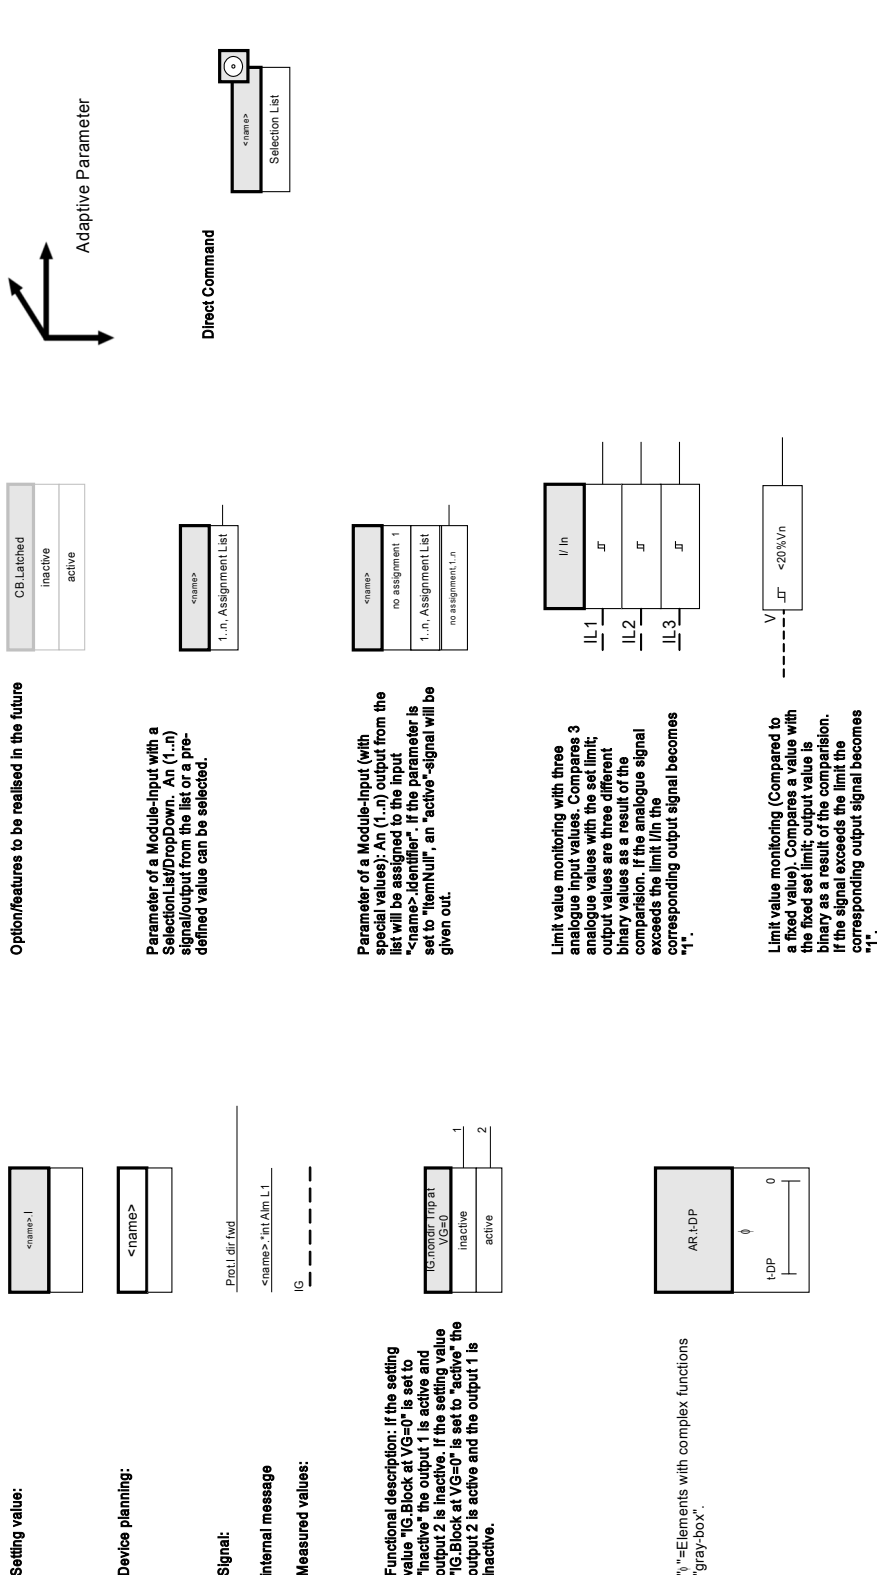 Setting value:
<name>.I
Device planning:
<name>
Signal:
Prot.I dir fwd
internal message
<name>.*int Alm L1
Measured values:
IG
Functional description: If the setting
value "IG.Block at VG=0" is set to
"inactive" the output 1 is active and
output 2 is inactive. If the setting value
"IG.Block at VG=0" is set to "active" the
output 2 is active and the output 1 is
inactive.
IG.nondir Trip at
VG=0
inactive
active
1
2
"ϕ"=Elements with complex functions
"gray-box".
AR.t-DP
ϕ
t-DP
0
Option/features to be realised in the future
CB.Latched
inactive
active
Parameter of a Module-Input with a
SelectionList/DropDown. An (1..n)
signal/output from the list or a pre-
defined value can be selected.
<name>
1..n, Assignment List
Parameter of a Module-Input (with
special values): An (1..n) output from the
list will be assigned to the input
"<name>.identifier". If the parameter is
set to "ItemNull", an "active"-signal will be
given out.
<name>
no assignment 1
1..n, Assignment List
no assignment,1..n
Limit value monitoring with three
analogue input values. Compares 3
analogue values with the set limit;
output values are three different
binary values as a result of the
comparision. If the analogue signal
exceeds the limit I/In the
corresponding output signal becomes
"1".
I/ In
IL1
IL2
IL3
Limit value monitoring (Compared to
a fixed value). Compares a value with
the fixed set limit; output value is
binary as a result of the comparison.
If the signal exceeds the limit the
corresponding output signal becomes
"1".
V
<20%Vn
Adaptive Parameter
Direct Command
<name>
Selection List